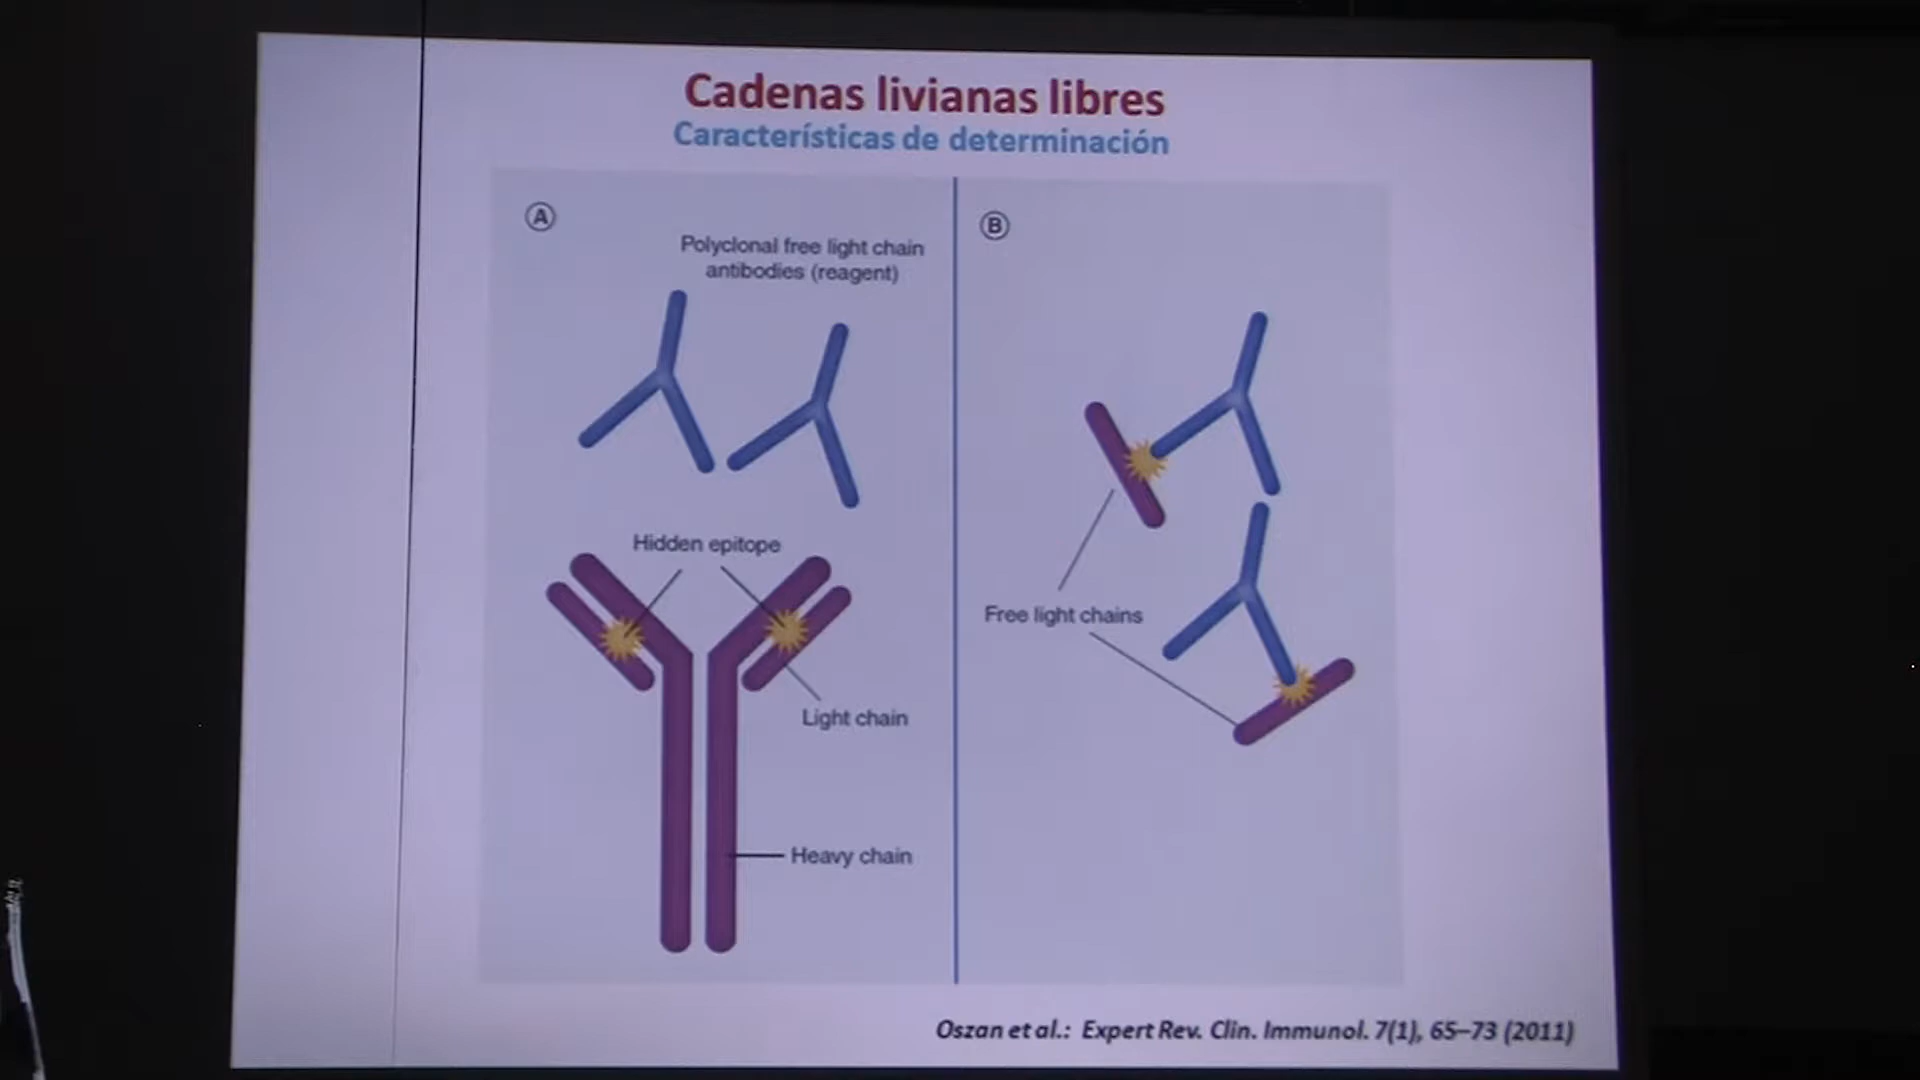 Cadenas livianas libres
Características de determinación
A
Polyclonal free light chain
antibodies (reagent)
Hidden epitope
Light chain
Heavy chain
B
Free light chains
Oszan et al.: Expert Rev. Clin. Immunol. 7(1), 65–73 (2011)